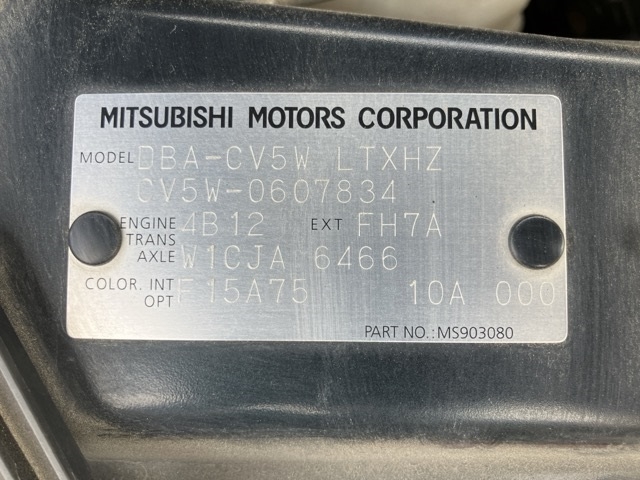 MITSUBISHI MOTORS CORPORATION
MODEL DBA-CV5W LTXHZ
CV5W-0607834
ENGINE 4B12 EXT FH7A
TRANS AXLE W1CJA 6466
COLOR. INT OPT F15A75 10A 000
PART NO.: MS903080